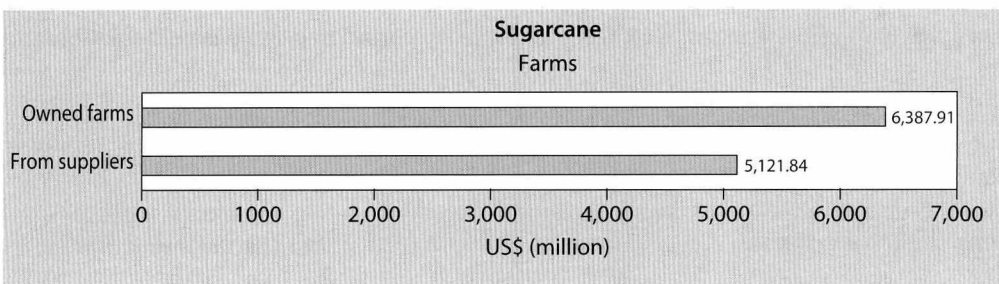 Sugarcane
Farms
Owned farms
6,387.91
From suppliers
5,121.84
0 1000 2,000 3,000 4,000 5,000 6,000 7,000
US$ (million)